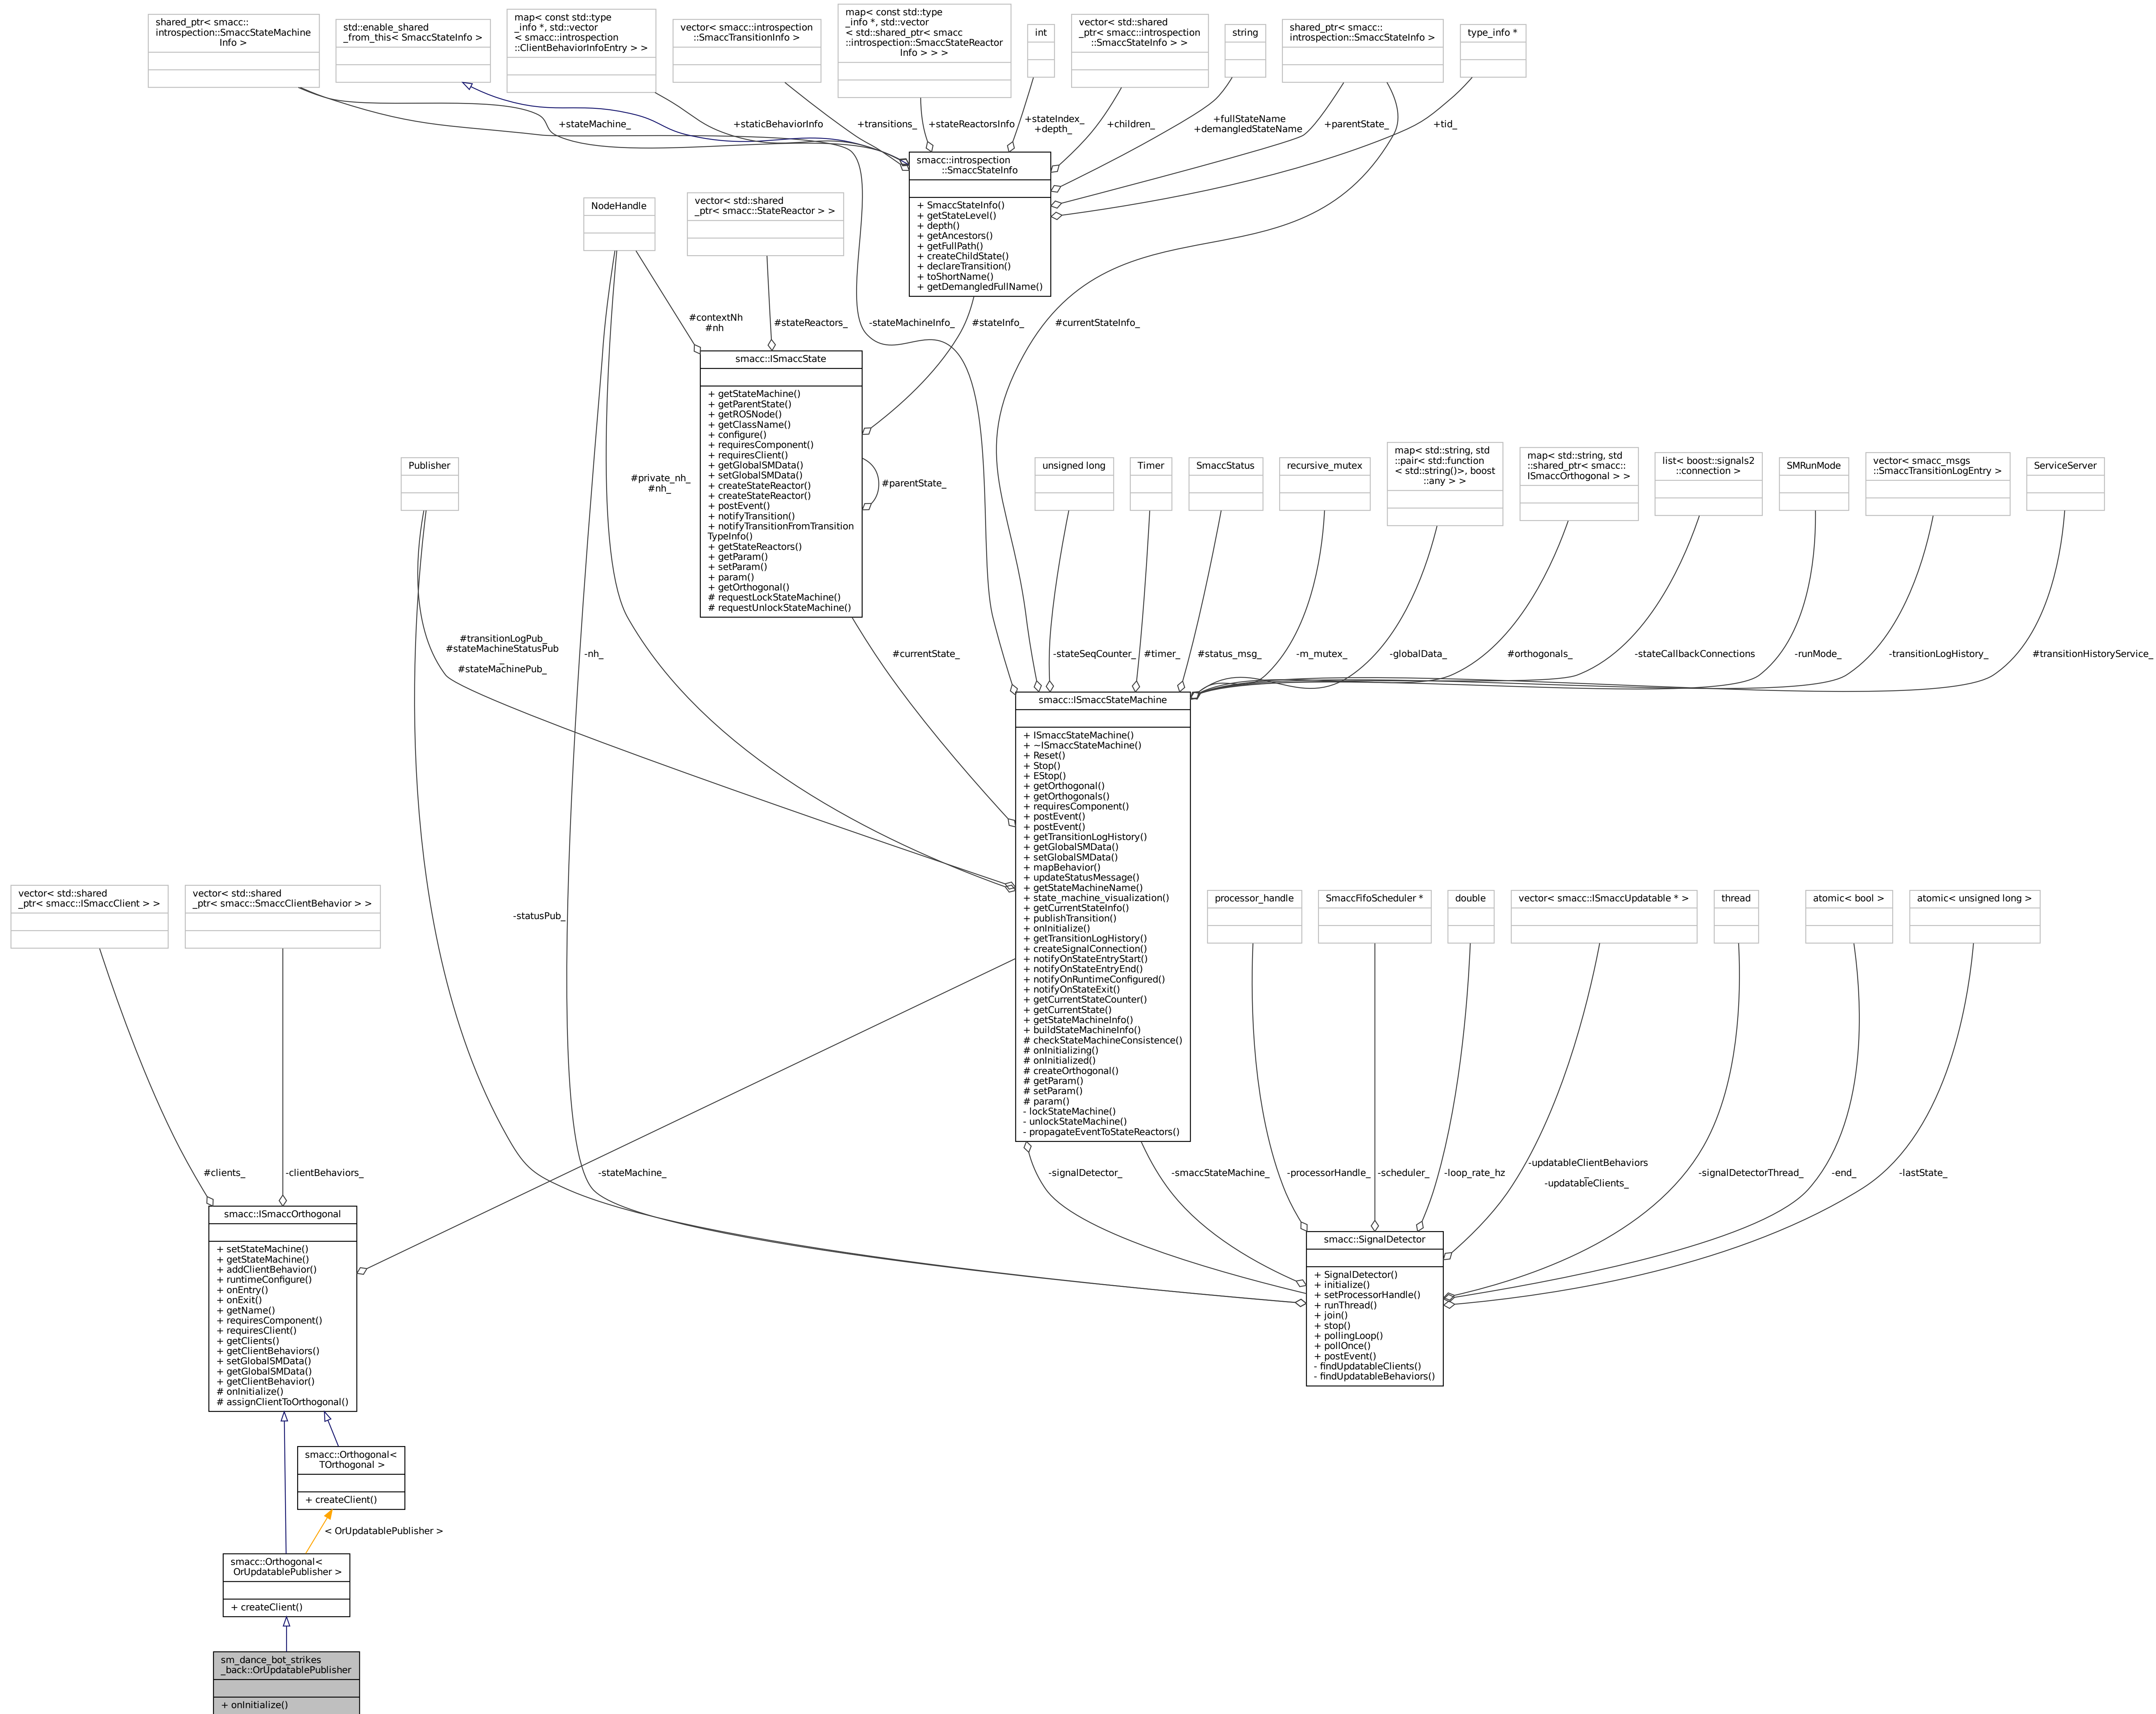 shared_ptr< smacc::
introspection::SmaccStateMachine
Info >
std::enable_shared
_from_this< SmaccStateInfo >
map< const std::type
_info *, std::vector
< smacc::introspection
::ClientBehaviorInfoEntry > >
vector< smacc::introspection
::SmaccTransitionInfo >
map< const std::type
_info *, std::vector
< std::shared_ptr< smacc
::introspection::SmaccStateReactor
Info > > >
int
vector< std::shared
_ptr< smacc::introspection
::SmaccStateInfo > >
string
shared_ptr< smacc::
introspection::SmaccStateInfo >
type_info *
+stateMachine_
+staticBehaviorInfo
+transitions_
+stateReactorsInfo
+stateIndex_
+depth_
+children_
+fullStateName
+demangledStateName
+parentState_
+tid_
smacc::introspection
::SmaccStateInfo
+ SmaccStateInfo()
+ getStateLevel()
+ depth()
+ getAncestors()
+ getFullPath()
+ createChildState()
+ declareTransition()
+ toShortName()
+ getDemangledFullName()
NodeHandle
vector< std::shared
_ptr< smacc::StateReactor > >
#contextNh
#nh
#stateReactors_
-stateMachineInfo_
#stateInfo_
#currentStateInfo_
smacc::ISmaccState
+ getStateMachine()
+ getParentState()
+ getROSNode()
+ getClassName()
+ configure()
+ requiresComponent()
+ requiresClient()
+ getGlobalSMData()
+ setGlobalSMData()
+ createStateReactor()
+ createStateReactor()
+ postEvent()
+ notifyTransition()
+ notifyTransitionFromTransition
TypeInfo()
+ getStateReactors()
+ getParam()
+ setParam()
+ param()
+ getOrthogonal()
# requestLockStateMachine()
# requestUnlockStateMachine()
#parentState_
Publisher
#private_nh_
#nh_
unsigned long
Timer
SmaccStatus
recursive_mutex
map< std::string, std
::pair< std::function
< std::string()>, boost
::any > >
map< std::string, std
::shared_ptr< smacc::
ISmaccOrthogonal > >
list< boost::signals2
::connection >
SMRunMode
vector< smacc_msgs
::SmaccTransitionLogEntry >
ServiceServer
#transitionLogPub_
#stateMachineStatusPub
_
#stateMachinePub_
-nh_
#currentState_
-stateSeqCounter_
#timer_
#status_msg_
-m_mutex_
-globalData_
#orthogonals_
-stateCallbackConnections
-runMode_
-transitionLogHistory_
#transitionHistoryService_
smacc::ISmaccStateMachine
+ ISmaccStateMachine()
+ ~ISmaccStateMachine()
+ Reset()
+ Stop()
+ EStop()
+ getOrthogonal()
+ getOrthogonals()
+ requiresComponent()
+ postEvent()
+ postEvent()
+ getTransitionLogHistory()
+ getGlobalSMData()
+ setGlobalSMData()
+ mapBehavior()
+ updateStatusMessage()
+ getStateMachineName()
+ state_machine_visualization()
+ getCurrentStateInfo()
+ publishTransition()
+ onInitialize()
+ getTransitionLogHistory()
+ createSignalConnection()
+ notifyOnStateEntryStart()
+ notifyOnStateEntryEnd()
+ notifyOnRuntimeConfigured()
+ notifyOnStateExit()
+ getCurrentStateCounter()
+ getCurrentState()
+ getStateMachineInfo()
+ buildStateMachineInfo()
# checkStateMachineConsistence()
# onInitializing()
# onInitialized()
# createOrthogonal()
# getParam()
# setParam()
# param()
- lockStateMachine()
- unlockStateMachine()
- propagateEventToStateReactors()
vector< std::shared
_ptr< smacc::ISmaccClient > >
vector< std::shared
_ptr< smacc::SmaccClientBehavior > >
-statusPub_
processor_handle
SmaccFifoScheduler *
double
vector< smacc::ISmaccUpdatable * >
thread
atomic< bool >
atomic< unsigned long >
#clients_
-clientBehaviors_
-stateMachine_
-signalDetector_
-smaccStateMachine_
-processorHandle_
-scheduler_
-loop_rate_hz
-updatableClientBehaviors
_
-updatableClients_
-signalDetectorThread_
-end_
-lastState_
smacc::ISmaccOrthogonal
+ setStateMachine()
+ getStateMachine()
+ addClientBehavior()
+ runtimeConfigure()
+ onEntry()
+ onExit()
+ getName()
+ requiresComponent()
+ requiresClient()
+ getClients()
+ getClientBehaviors()
+ setGlobalSMData()
+ getGlobalSMData()
+ getClientBehavior()
# onInitialize()
# assignClientToOrthogonal()
smacc::SignalDetector
+ SignalDetector()
+ initialize()
+ setProcessorHandle()
+ runThread()
+ join()
+ stop()
+ pollingLoop()
+ pollOnce()
+ postEvent()
- findUpdatableClients()
- findUpdatableBehaviors()
smacc::Orthogonal<
TOrthogonal >
+ createClient()
< OrUpdatablePublisher >
smacc::Orthogonal<
OrUpdatablePublisher >
+ createClient()
sm_dance_bot_strikes
_back::OrUpdatablePublisher
+ onInitialize()